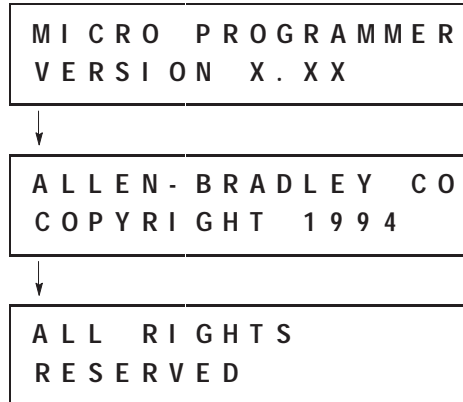 MICRO PROGRAMMER
VERSION X.XX
ALLEN-BRADLEY CO
COPYRIGHT 1994
ALL RIGHTS
RESERVED